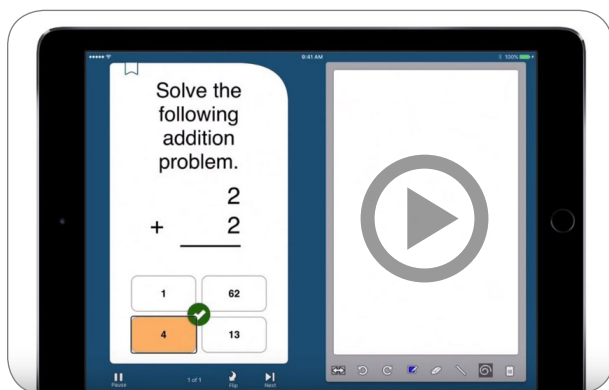 9:41 AM
100%
Solve the
following
addition
problem.
2
+ 2
1
62
4
13
Pause
1 of 1
Flip
Next